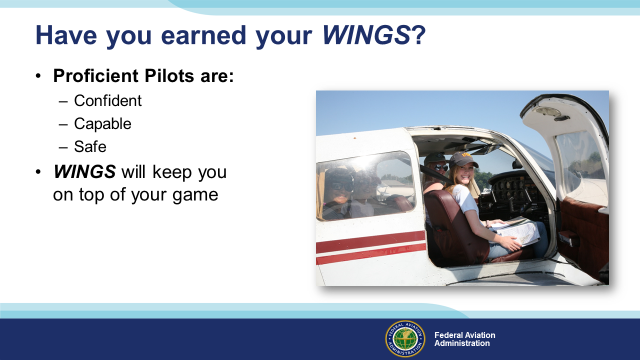 Have you earned your WINGS?
• Proficient Pilots are:
– Confident
– Capable
– Safe
• WINGS will keep you
on top of your game
Federal Aviation
Administration